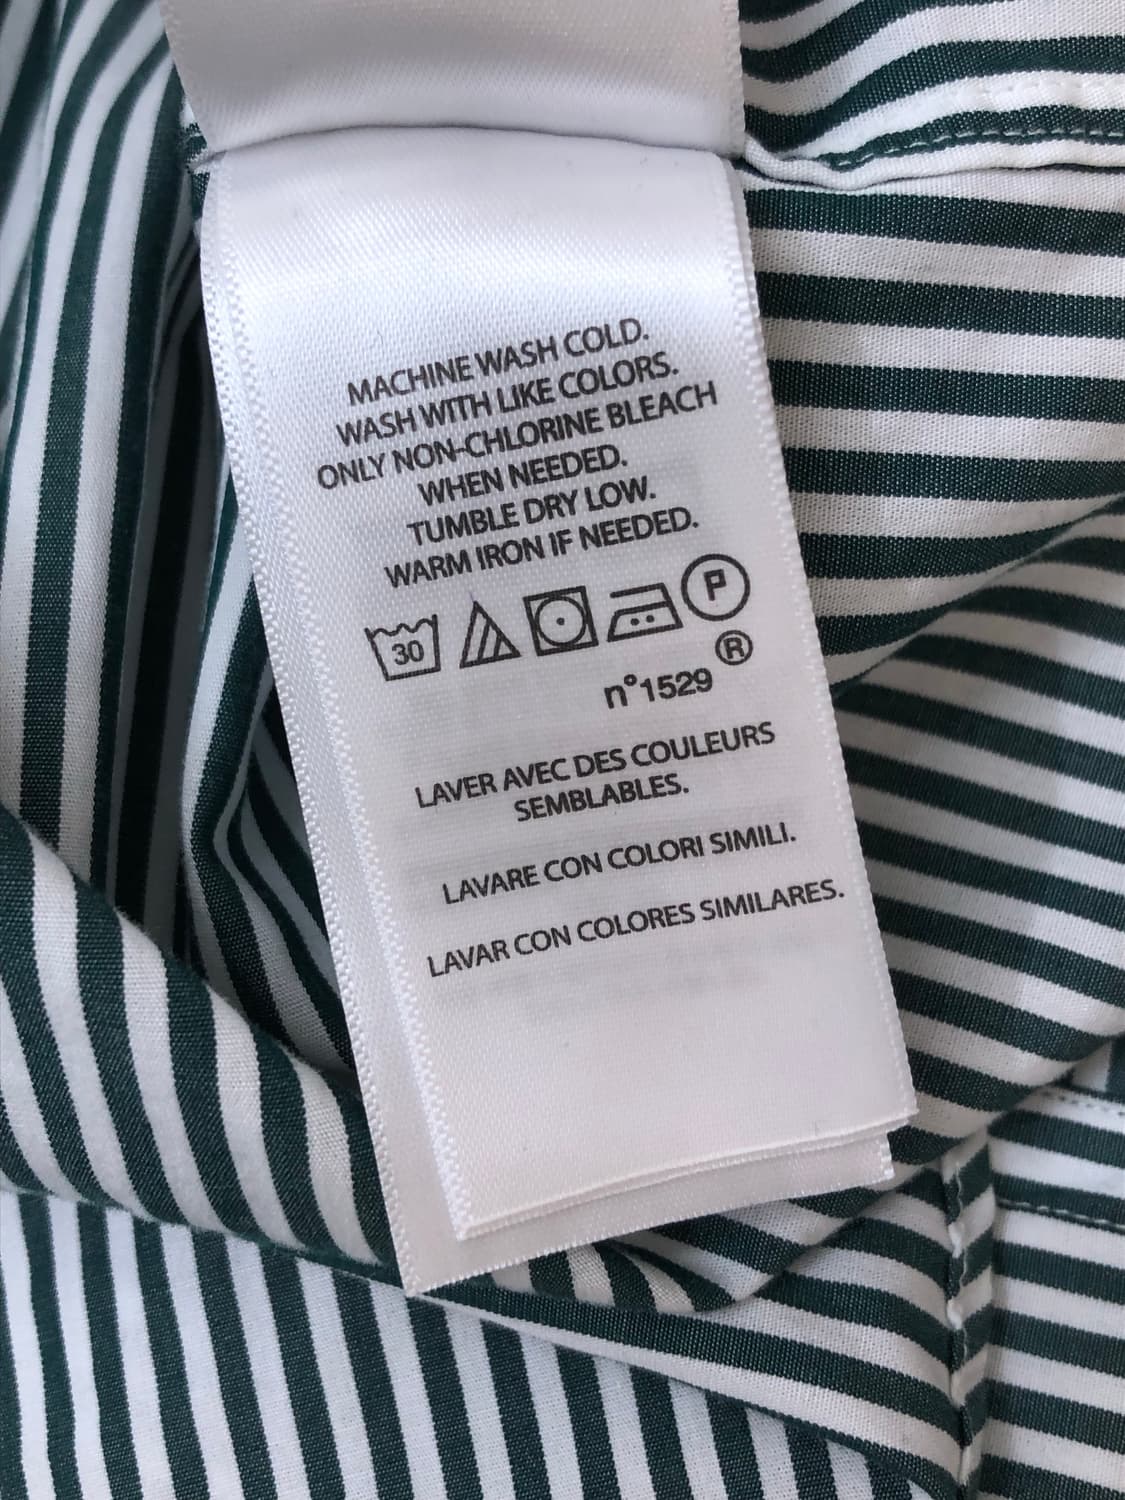 MACHINE WASH COLD.
WASH WITH LIKE COLORS.
ONLY NON-CHLORINE BLEACH
WHEN NEEDED.
TUMBLE DRY LOW.
WARM IRON IF NEEDED.
30 P
®
n°1529
LAVER AVEC DES COULEURS
SEMBLABLES.
LAVARE CON COLORI SIMILI.
LAVAR CON COLORES SIMILARES.